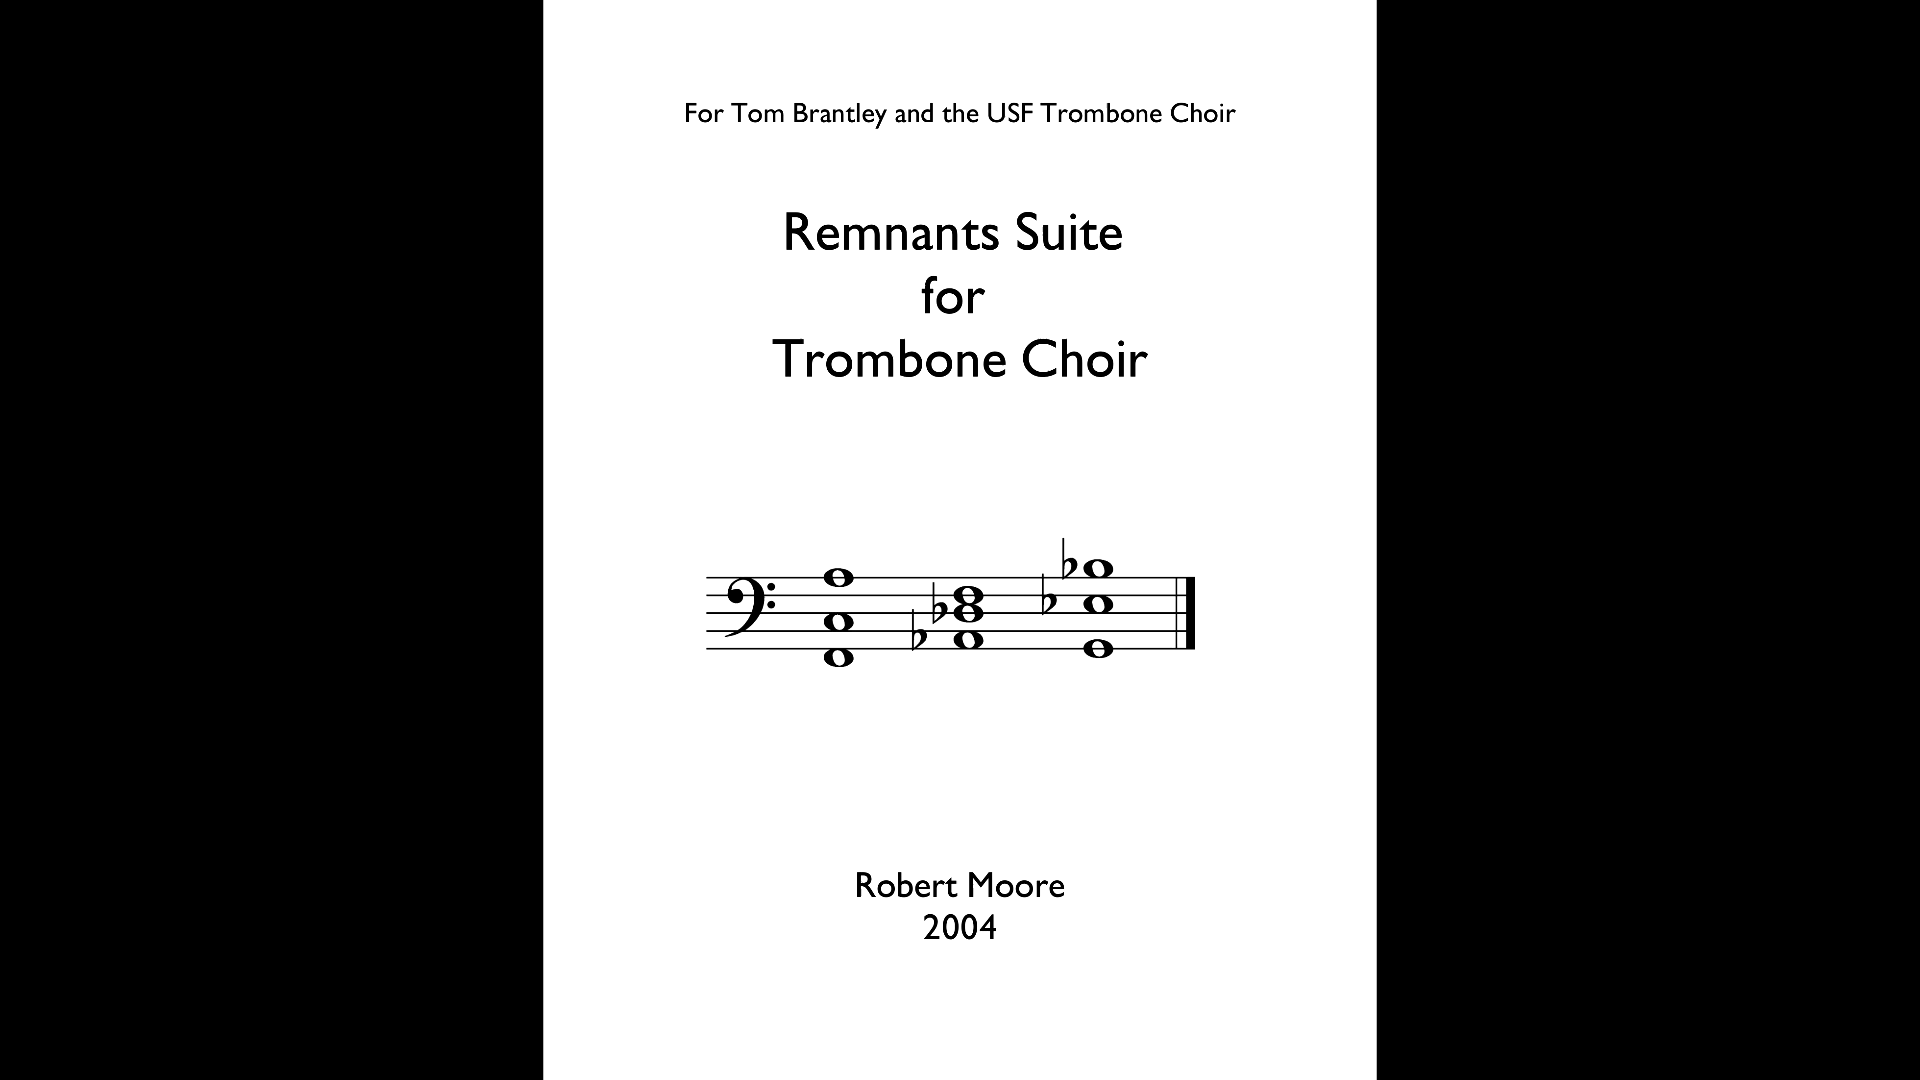 For Tom Brantley and the USF Trombone Choir
Remnants Suite
for
Trombone Choir
Robert Moore
2004